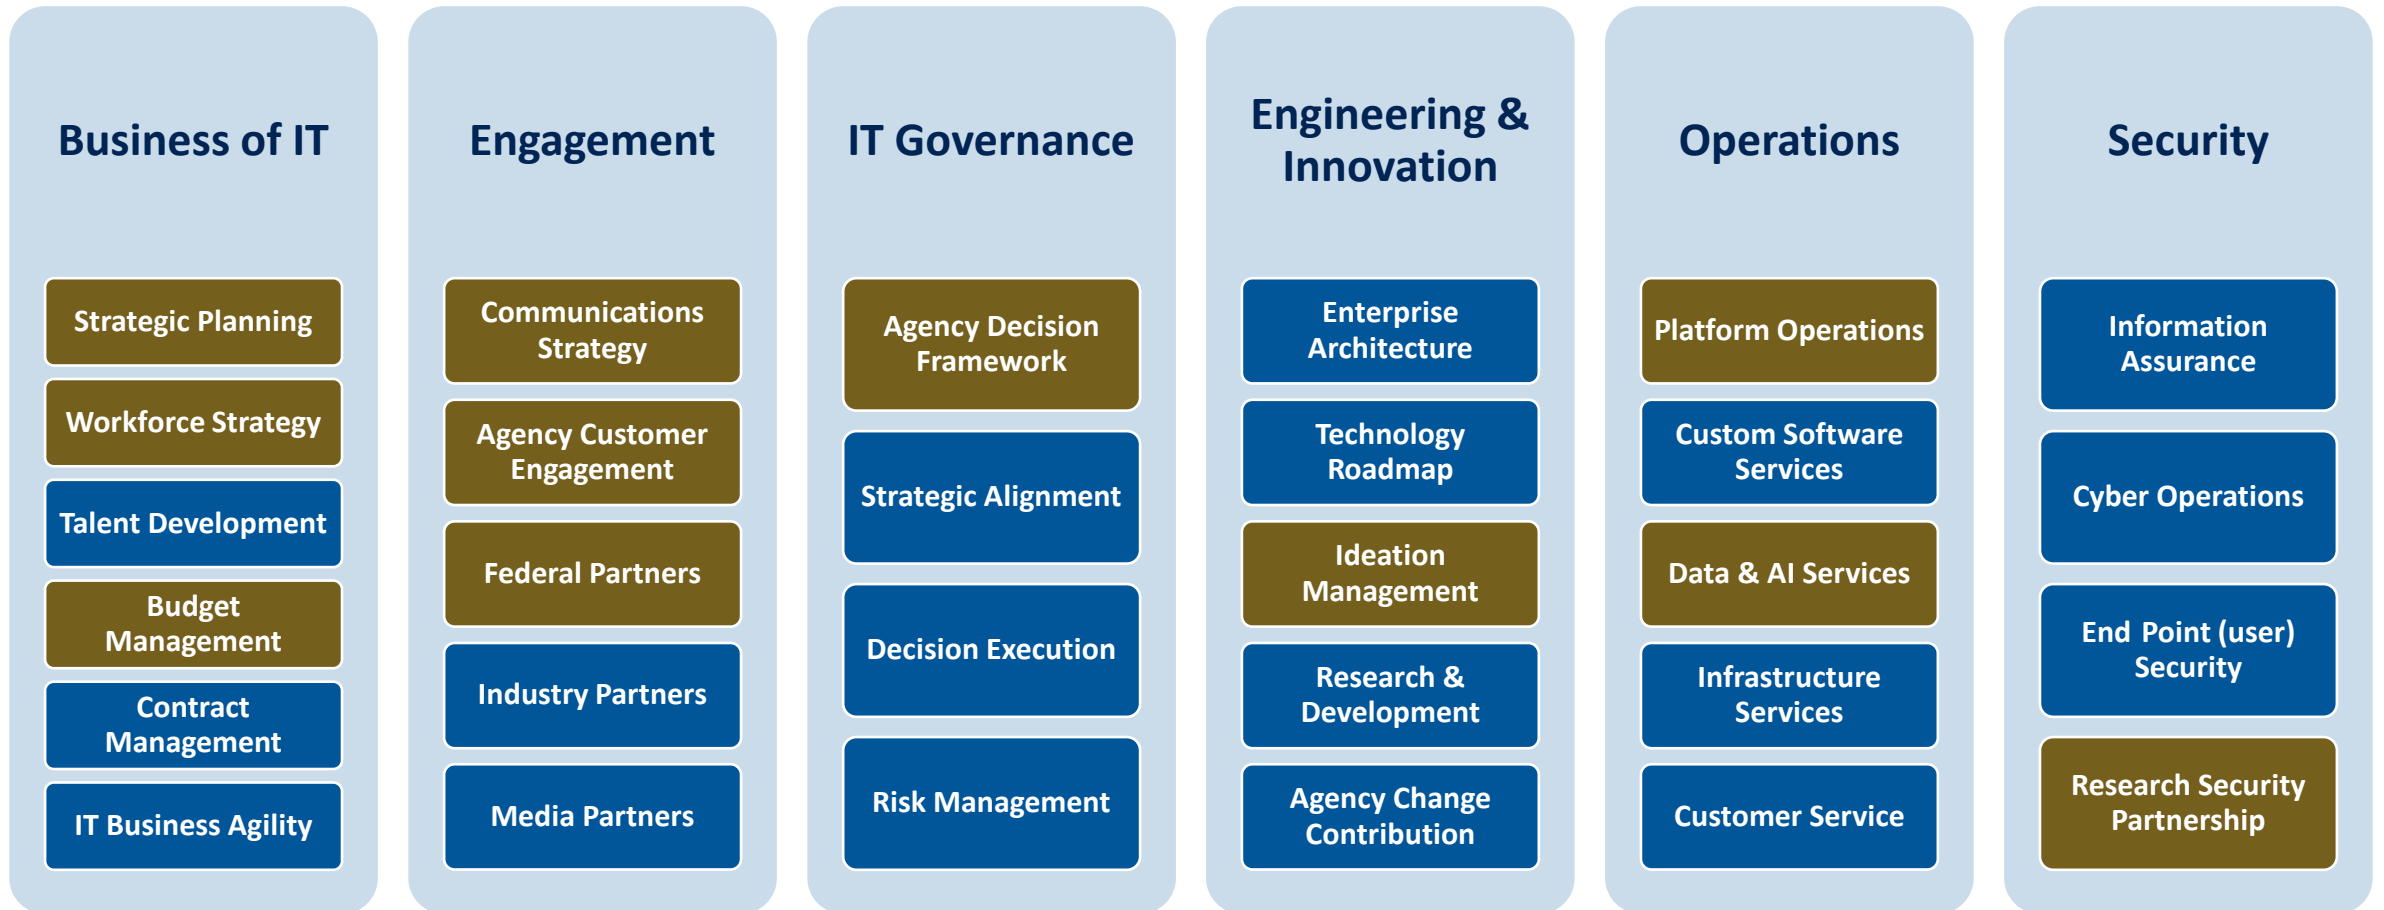 Business of IT
Strategic Planning
Workforce Strategy
Talent Development
Budget
Management
Contract
Management
IT Business Agility
Engagement
Communications
Strategy
Agency Customer
Engagement
Federal Partners
Industry Partners
Media Partners
IT Governance
Agency Decision
Framework
Strategic Alignment
Decision Execution
Risk Management
Engineering &
Innovation
Enterprise
Architecture
Technology
Roadmap
Ideation
Management
Research &
Development
Agency Change
Contribution
Operations
Platform Operations
Custom Software
Services
Data & AI Services
Infrastructure
Services
Customer Service
Security
Information
Assurance
Cyber Operations
End Point (user)
Security
Research Security
Partnership